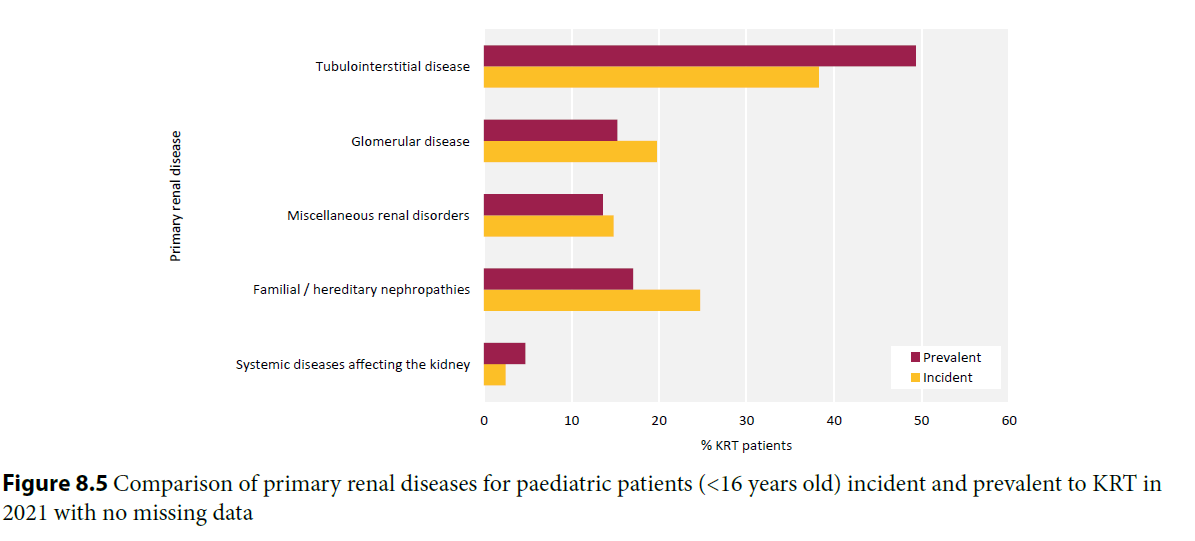 Tubulointerstitial disease
Glomerular disease
Miscellaneous renal disorders
Familial / hereditary nephropathies
Systemic diseases affecting the kidney
Primary renal disease
Prevalent
Incident
0 10 20 30 40 50 60
% KRT patients
Figure 8.5 Comparison of primary renal diseases for paediatric patients (<16 years old) incident and prevalent to KRT in
2021 with no missing data